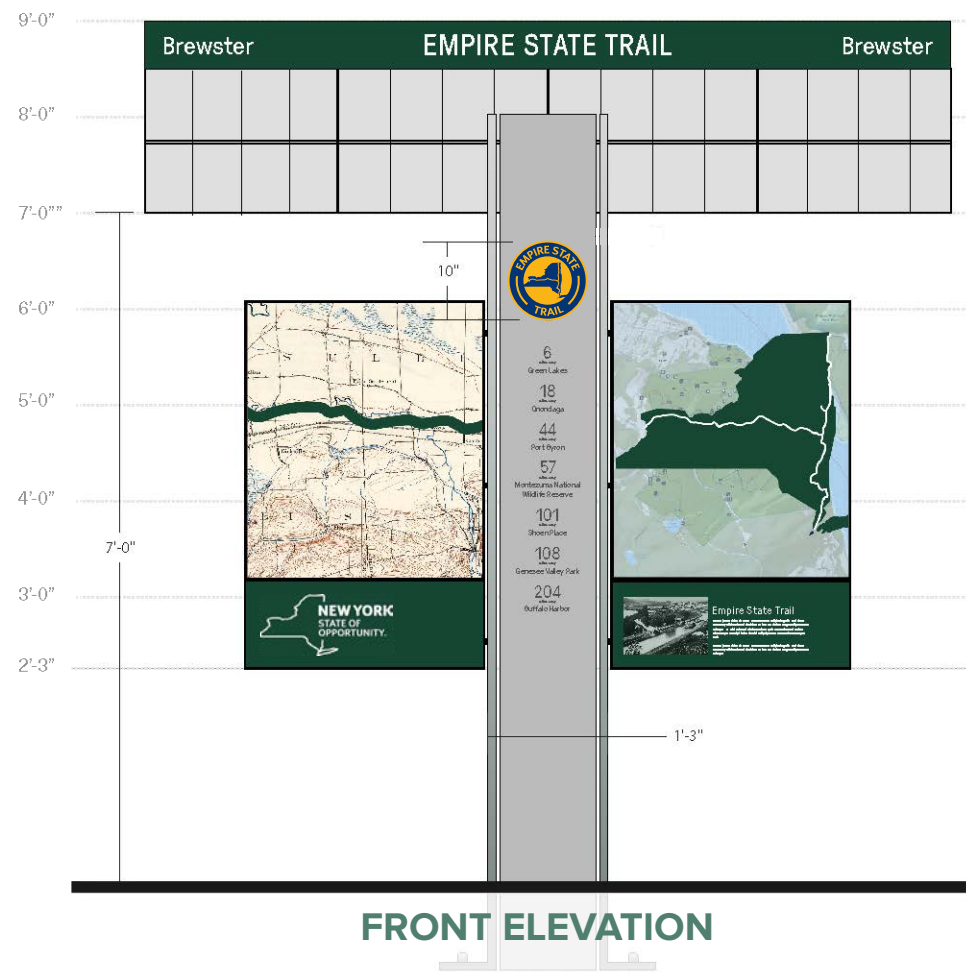 9'-0"
Brewster EMPIRE STATE TRAIL Brewster
8'-0"
7'-0""
10"
EMPIRE STATE
TRAIL
6'-0"
6
Green Lakes
18
Onondaga
5'-0"
44
Port Byron
57
Montezuma National
Wildlife Reserve
4'-0"
101
Shoen Place
7'-0"
108
Genesee Valley Park
3'-0"
204
Buffalo Harbor
NEW YORK
STATE OF
OPPORTUNITY.
Empire State Trail
2'-3"
1'-3"
FRONT ELEVATION